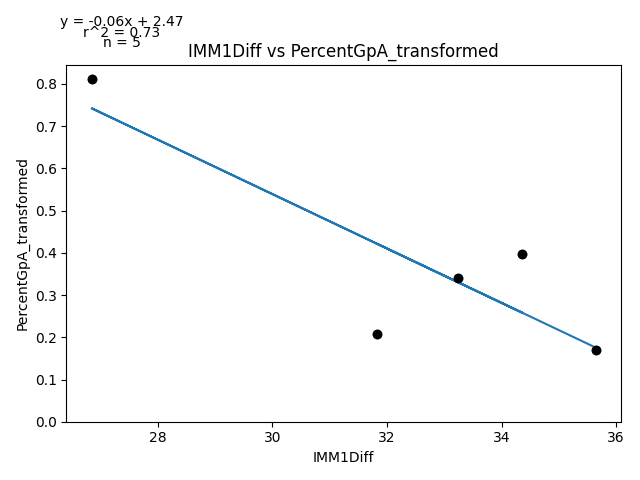 y = -0.06x + 2.47
r^2 = 0.73
n = 5
IMM1Diff vs PercentGpA_transformed
PercentGpA_transformed
0.8
0.7
0.6
0.5
0.4
0.3
0.2
0.1
0.0
28 30 32 34 36
IMM1Diff